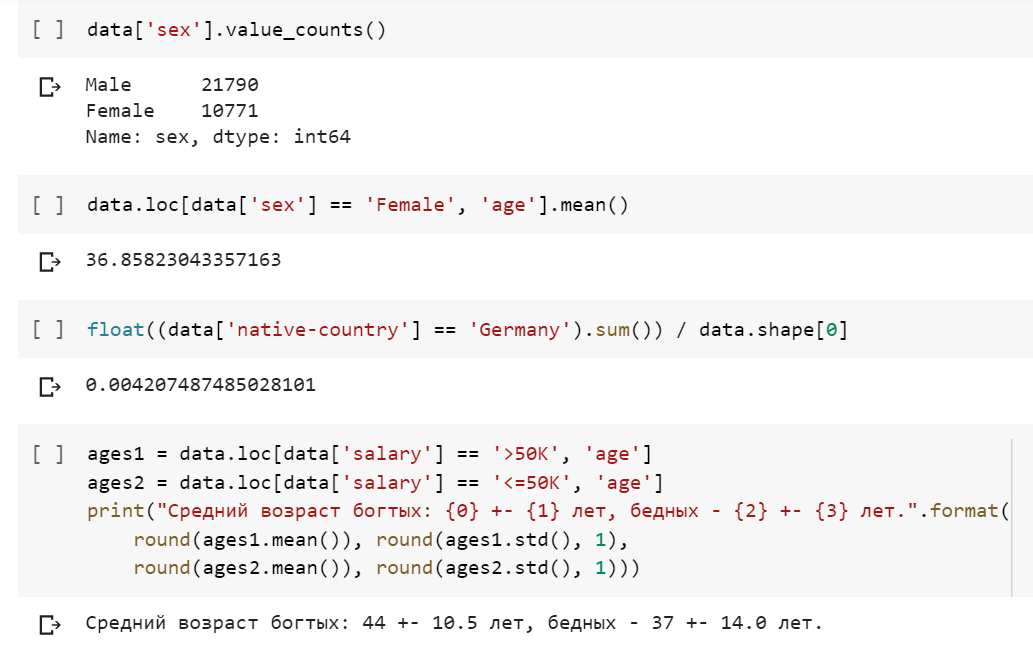 [ ] data['sex'].value_counts()
Male      21790
Female    10771
Name: sex, dtype: int64
[ ] data.loc[data['sex'] == 'Female', 'age'].mean()
36.85823043357163
[ ] float((data['native-country'] == 'Germany').sum()) / data.shape[0]
0.004207487485028101
[ ] ages1 = data.loc[data['salary'] == '>50K', 'age']
ages2 = data.loc[data['salary'] == '<=50K', 'age']
print("Средний возраст богтых: {0} +- {1} лет, бедных - {2} +- {3} лет.".format(
    round(ages1.mean()), round(ages1.std(), 1),
    round(ages2.mean()), round(ages2.std(), 1)))
Средний возраст богтых: 44 +- 10.5 лет, бедных - 37 +- 14.0 лет.